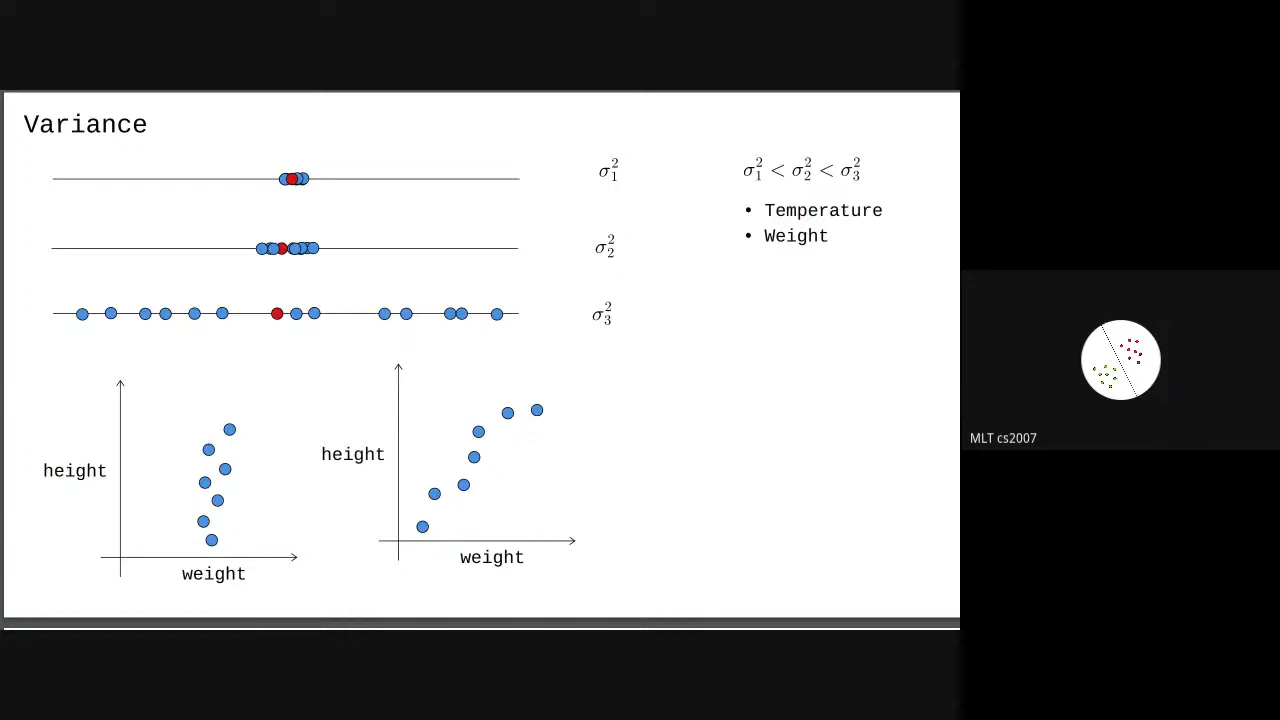 Variance
σ₁²
σ₁² < σ₂² < σ₃²
• Temperature
• Weight
σ₂²
σ₃²
height
weight
height
weight
MLT cs2007